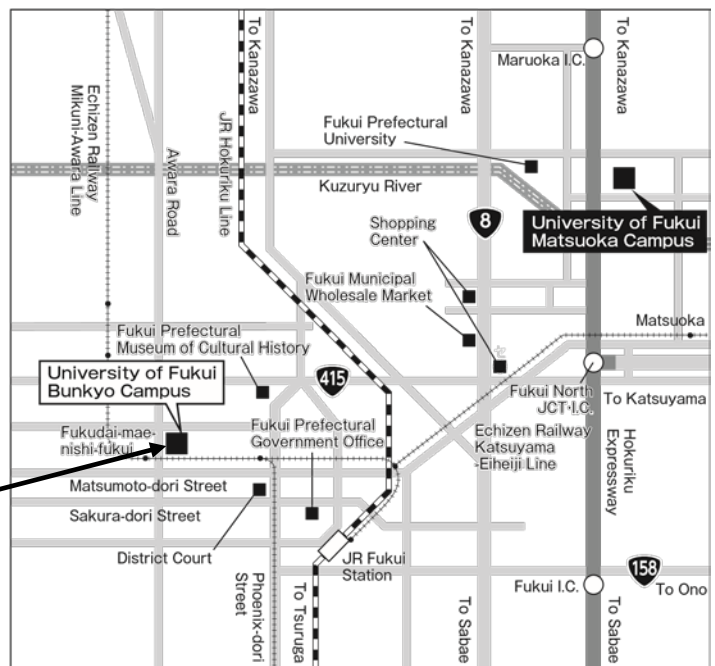 To Kanazawa
To Kanazawa
To Kanazawa
Maruoka I.C.
Echizen Railway
Mikuni-Awara Line
Awara Road
JR Hokuriku Line
Fukui Prefectural
University
Kuzuryu River
8
University of Fukui
Matsuoka Campus
Shopping
Center
Fukui Municipal
Wholesale Market
Matsuoka
Fukui Prefectural
Museum of Cultural History
University of Fukui
Bunkyo Campus
415
Fukui North
JCT·I.C.
To Katsuyama
Fukudai-mae-
nishi-fukui
Fukui Prefectural
Government Office
Echizen Railway
Katsuyama
-Eiheiji Line
Hokuriku
Expressway
Matsumoto-dori Street
Sakura-dori Street
District Court
JR Fukui
Station
Phoenix-dori
Street
To Tsuruga
To Sabae
Fukui I.C.
158
To Ono
To Sabae